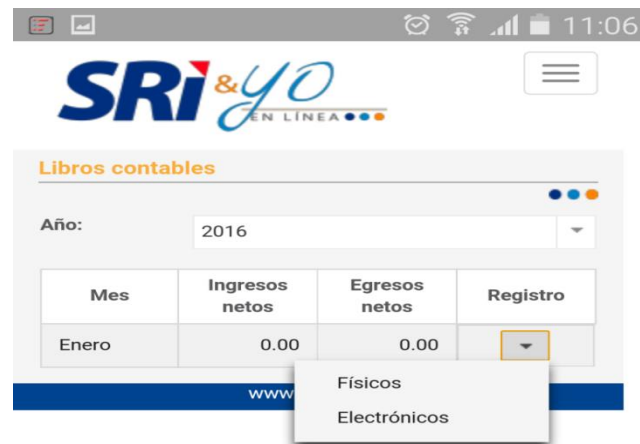 11:06
SRi &yo
EN LÍNEA
Libros contables
Año:
2016
Mes
Ingresos netos
Egresos netos
Registro
Enero
0.00
0.00
www
Físicos
Electrónicos